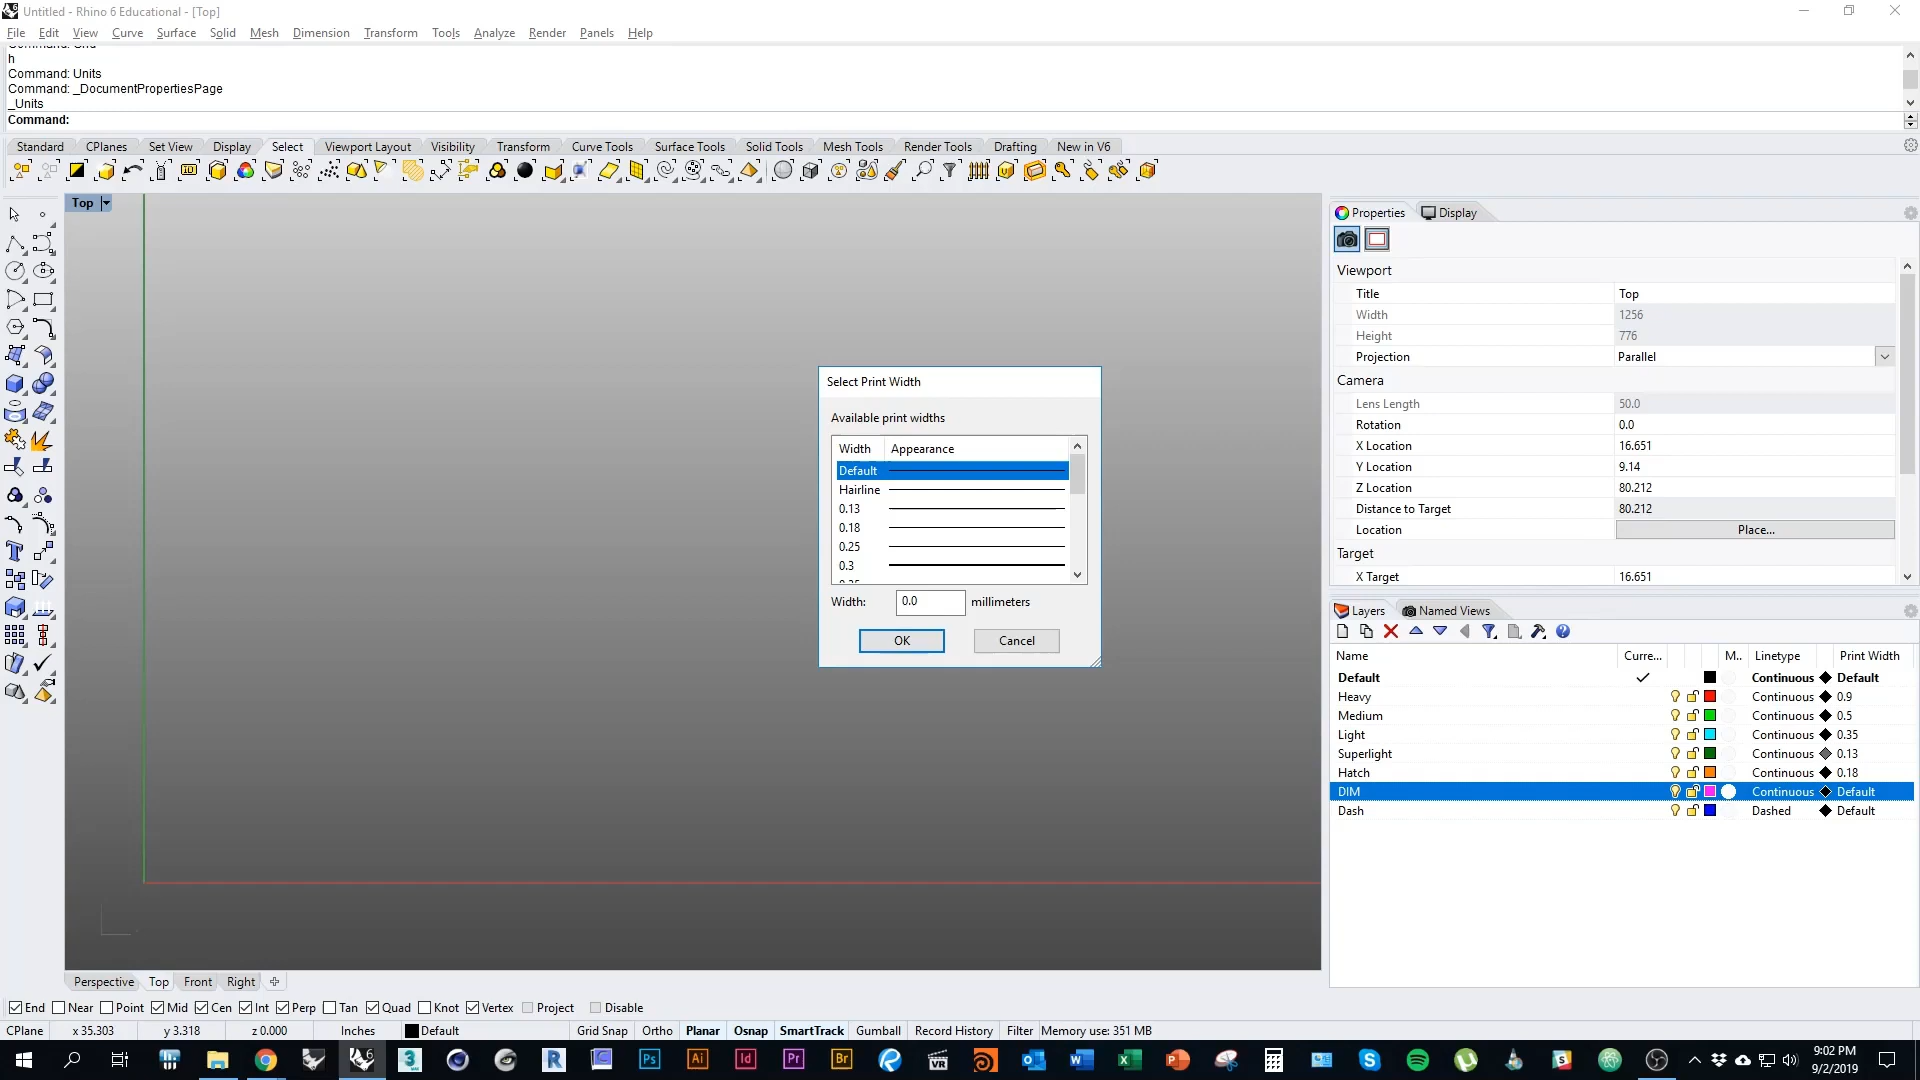 Untitled - Rhino 6 Educational - [Top]
File Edit View Curve Surface Solid Mesh Dimension Transform Tools Analyze Render Panels Help
h
Command: Units
Command: _DocumentPropertiesPage
_Units
Command:
Standard CPlanes Set View Display Select Viewport Layout Visibility Transform Curve Tools Surface Tools Solid Tools Mesh Tools Render Tools Drafting New in V6
Top
Properties Display
Viewport
Title Top
Width 1256
Height 776
Projection Parallel
Camera
Lens Length 50.0
Rotation 0.0
X Location 16.651
Y Location 9.14
Z Location 80.212
Distance to Target 80.212
Location Place...
Target
X Target 16.651
Select Print Width
Available print widths
Width Appearance
Default
Hairline
0.13
0.18
0.25
0.3
Width: 0.0 millimeters
OK Cancel
Layers Named Views
Name Curre... M.. Linetype Print Width
Default Continuous Default
Heavy Continuous 0.9
Medium Continuous 0.5
Light Continuous 0.35
Superlight Continuous 0.13
Hatch Continuous 0.18
DIM Continuous Default
Dash Dashed Default
Perspective Top Front Right
End Near Point Mid Cen Int Perp Tan Quad Knot Vertex Project Disable
CPlane x 35.303 y 3.318 z 0.000 Inches Default Grid Snap Ortho Planar Osnap SmartTrack Gumball Record History Filter Memory use: 351 MB
9:02 PM
9/2/2019